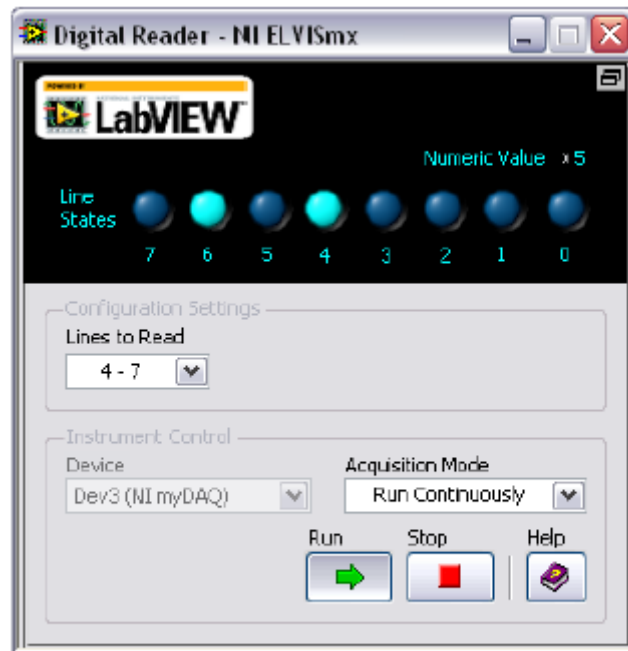 Digital Reader - NI ELVISmx
POWERED BY
LabVIEW
Numeric Value x5
Line
States
7 6 5 4 3 2 1 0
Configuration Settings
Lines to Read
4 - 7
Instrument Control
Device
Acquisition Mode
Dev3 (NI myDAQ)
Run Continuously
Run
Stop
Help